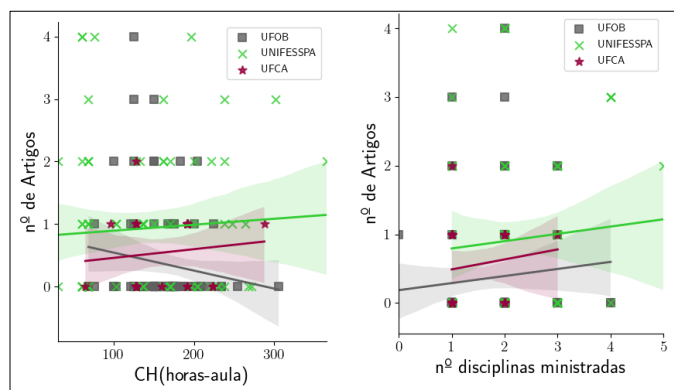 4
3
2
1
0
nº de Artigos
UFOB
UNIFESSPA
UFCA
100
200
300
CH(horas-aula)
4
3
2
1
0
nº de Artigos
UFOB
UNIFESSPA
UFCA
0
1
2
3
4
5
nº disciplinas ministradas